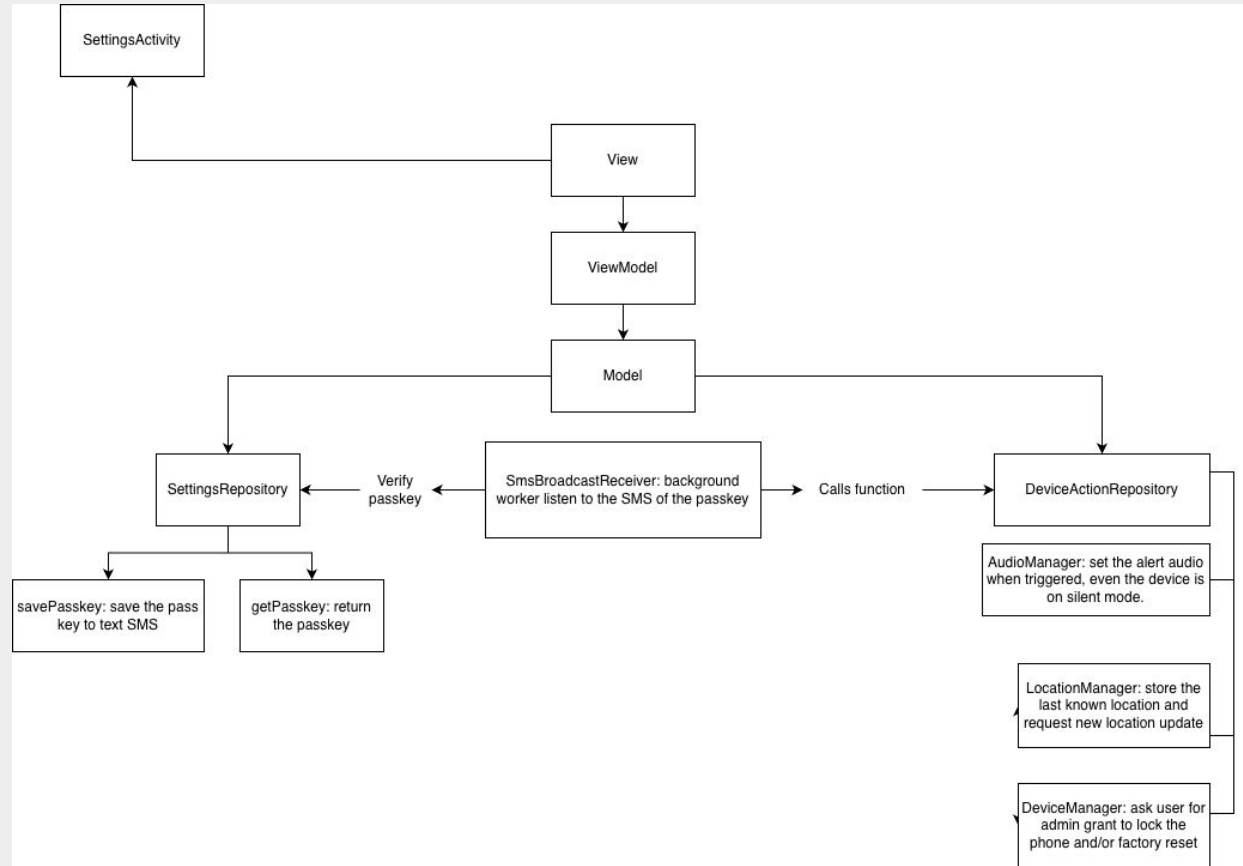 SettingsActivity
View
ViewModel
Model
SettingsRepository
Verify
passkey
SmsBroadcastReceiver: background
worker listen to the SMS of the passkey
Calls function
DeviceActionRepository
savePasskey: save the pass
key to text SMS
getPasskey: return
the passkey
AudioManager: set the alert audio
when triggered, even the device is
on silent mode.
LocationManager: store the
last known location and
request new location update
DeviceManager: ask user for
admin grant to lock the
phone and/or factory reset